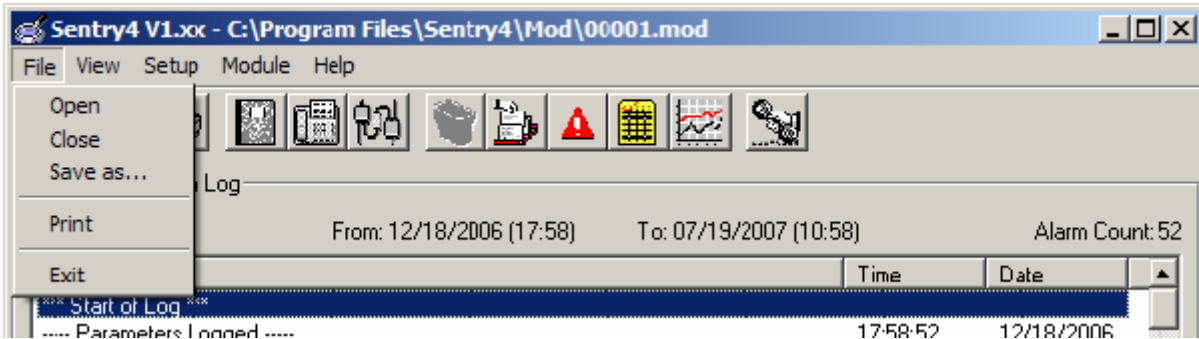 Sentry4 V1.xx - C:\Program Files\Sentry4\Mod\00001.mod
File View Setup Module Help
Open
Close
Save as...
Print
Exit
Log
From: 12/18/2006 (17:58) To: 07/19/2007 (10:58) Alarm Count: 52
Time Date
*** Start of Log ***
----- Parameters Logged ----- 17:58:52 12/18/2006